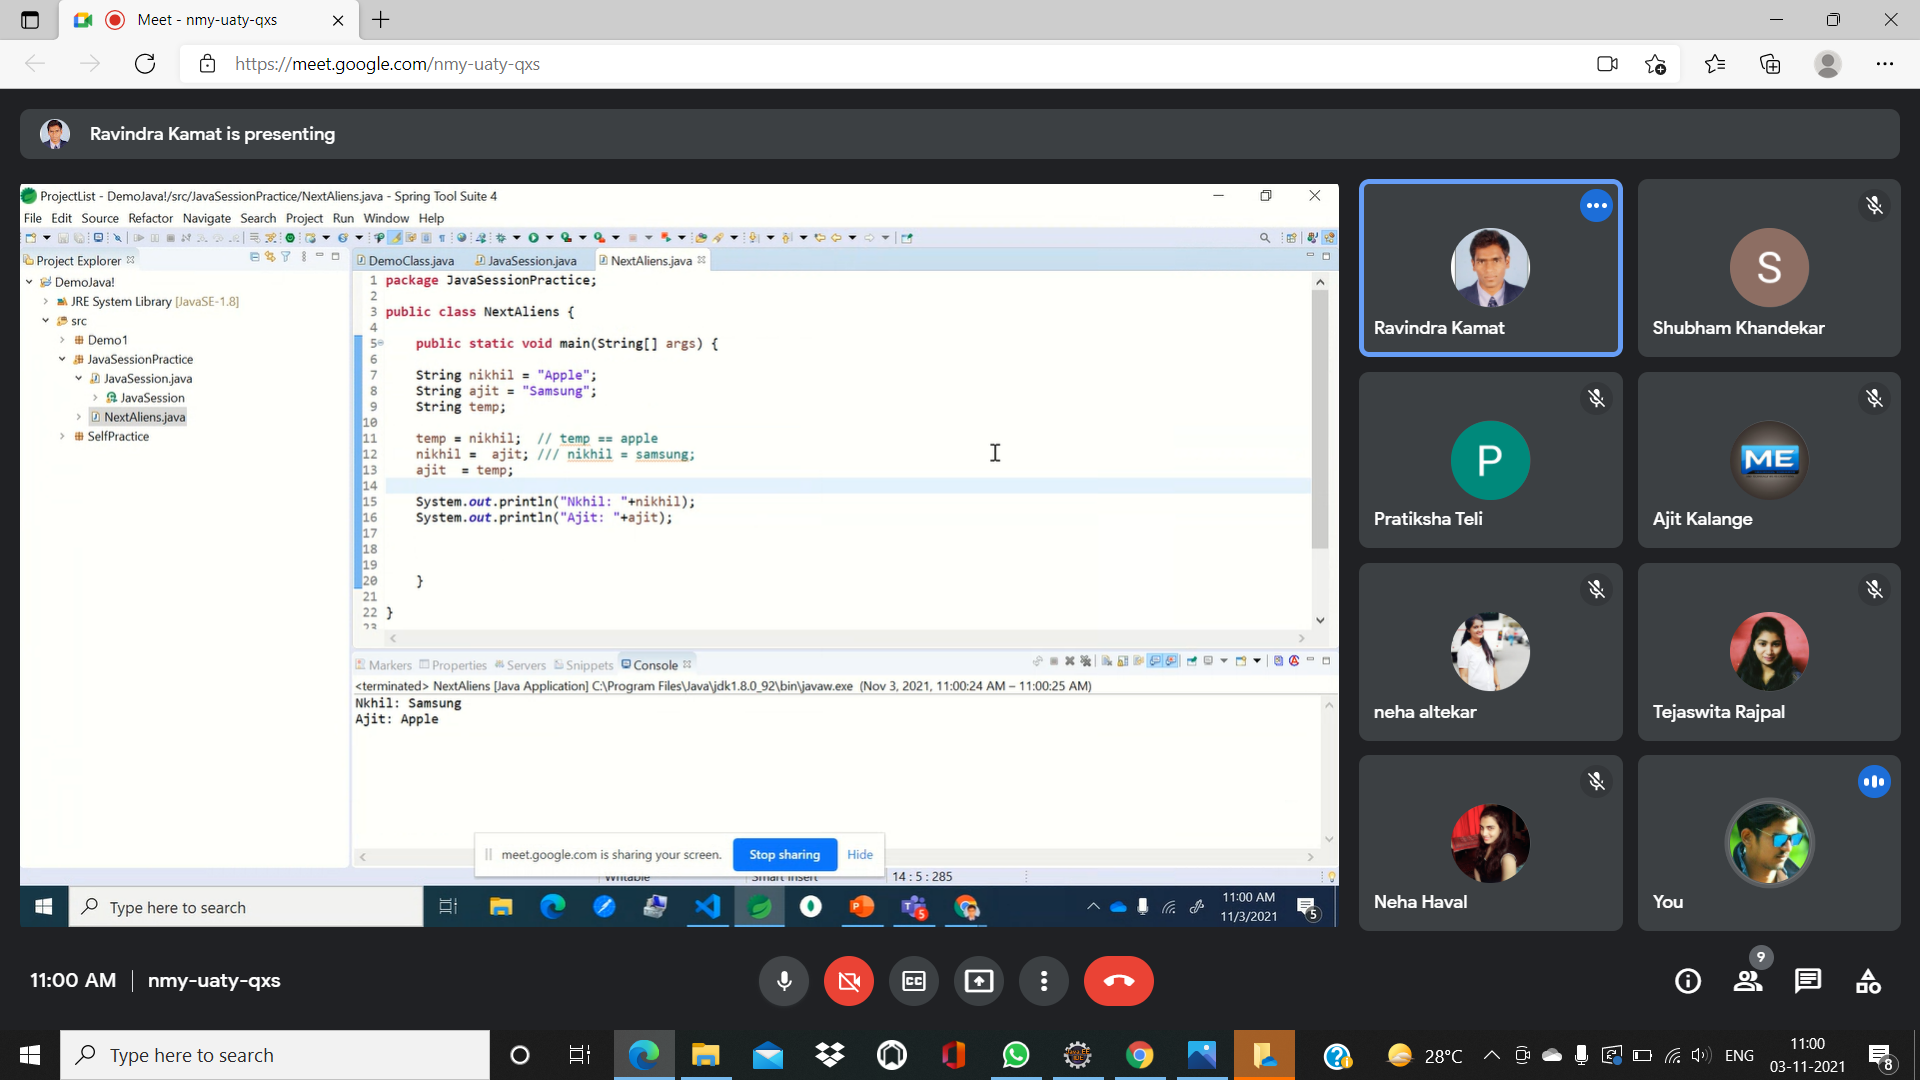 Meet - nmy-uaty-qxs
https://meet.google.com/nmy-uaty-qxs
Ravindra Kamat is presenting
ProjectList - DemoJava!/src/JavaSessionPractice/NextAliens.java - Spring Tool Suite 4
File Edit Source Refactor Navigate Search Project Run Window Help
Project Explorer
DemoJava!
JRE System Library [JavaSE-1.8]
src
Demo1
JavaSessionPractice
JavaSession.java
JavaSession
NextAliens.java
SelfPractice
DemoClass.java JavaSession.java NextAliens.java
1 package JavaSessionPractice;
2
3 public class NextAliens {
4
5 public static void main(String[] args) {
6
7 String nikhil = "Apple";
8 String ajit = "Samsung";
9 String temp;
10
11 temp = nikhil; // temp == apple
12 nikhil = ajit; /// nikhil = samsung;
13 ajit = temp;
14
15 System.out.println("Nkhil: "+nikhil);
16 System.out.println("Ajit: "+ajit);
17
18
19
20 }
21
22 }
23
Markers Properties Servers Snippets Console
<terminated> NextAliens [Java Application] C:\Program Files\Java\jdk1.8.0_92\bin\javaw.exe (Nov 3, 2021, 11:00:24 AM – 11:00:25 AM)
Nkhil: Samsung
Ajit: Apple
meet.google.com is sharing your screen. Stop sharing Hide
Writable Smart Insert 14 : 5 : 285
Type here to search
5
11:00 AM
11/3/2021
5
Ravindra Kamat
S
Shubham Khandekar
P
Pratiksha Teli
ME
Ajit Kalange
neha altekar
Tejaswita Rajpal
Neha Haval
You
11:00 AM nmy-uaty-qxs
CC
9
Type here to search
28°C
ENG
11:00
03-11-2021
8